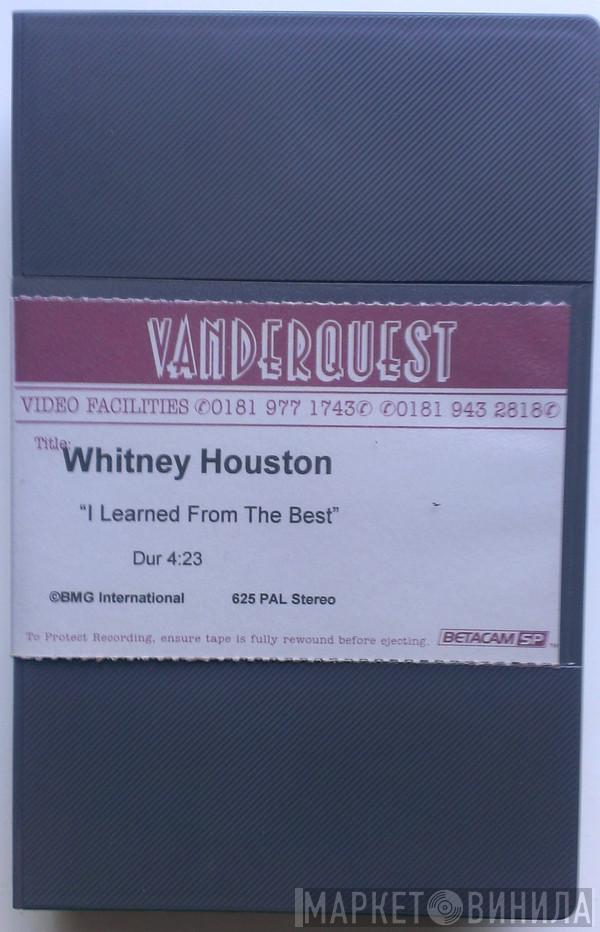 VANDERQUEST
VIDEO FACILITIES ✆0181 977 1743✆ ✆0181 943 2818✆
Title:
Whitney Houston
“I Learned From The Best”
Dur 4:23
©BMG International 625 PAL Stereo
To Protect Recording, ensure tape is fully rewound before ejecting. BETACAM SP™
МАРКЕТ ВИНИЛА